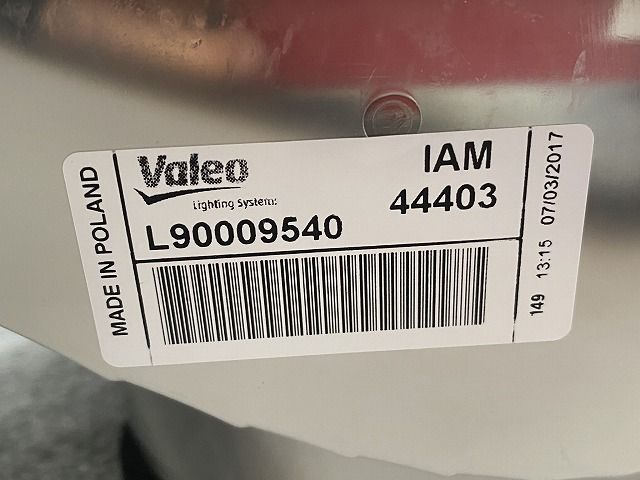 MADE IN POLAND
Valeo
IAM
Lighting Systems
44403
L90009540
149 13:15 07/03/2017